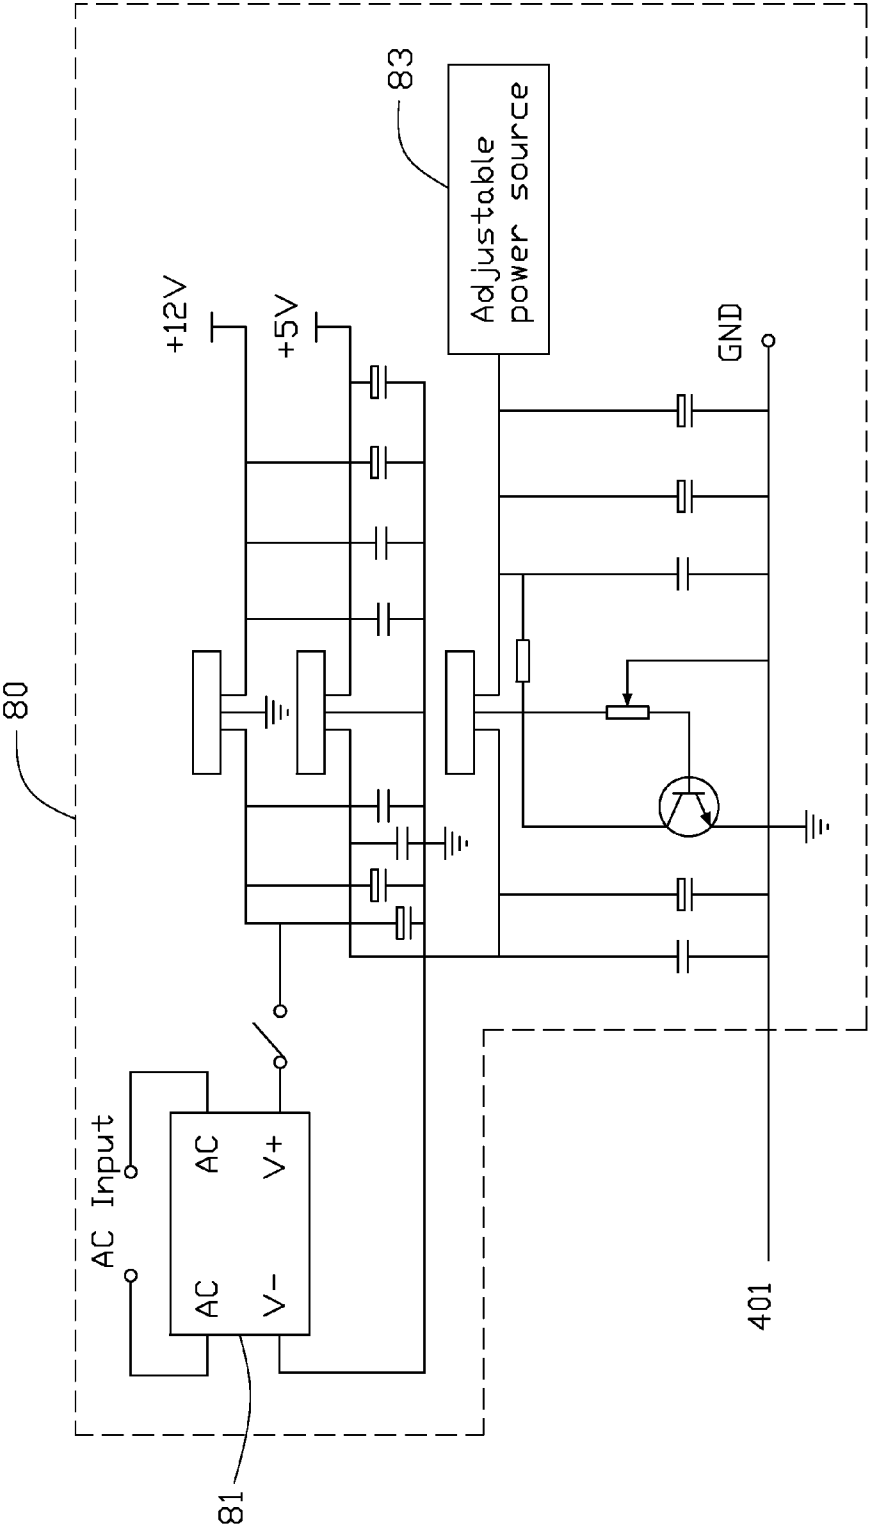 80
81
AC Input
AC
AC
V-
V+
+12V
+5V
83
Adjustable
power source
GND
401